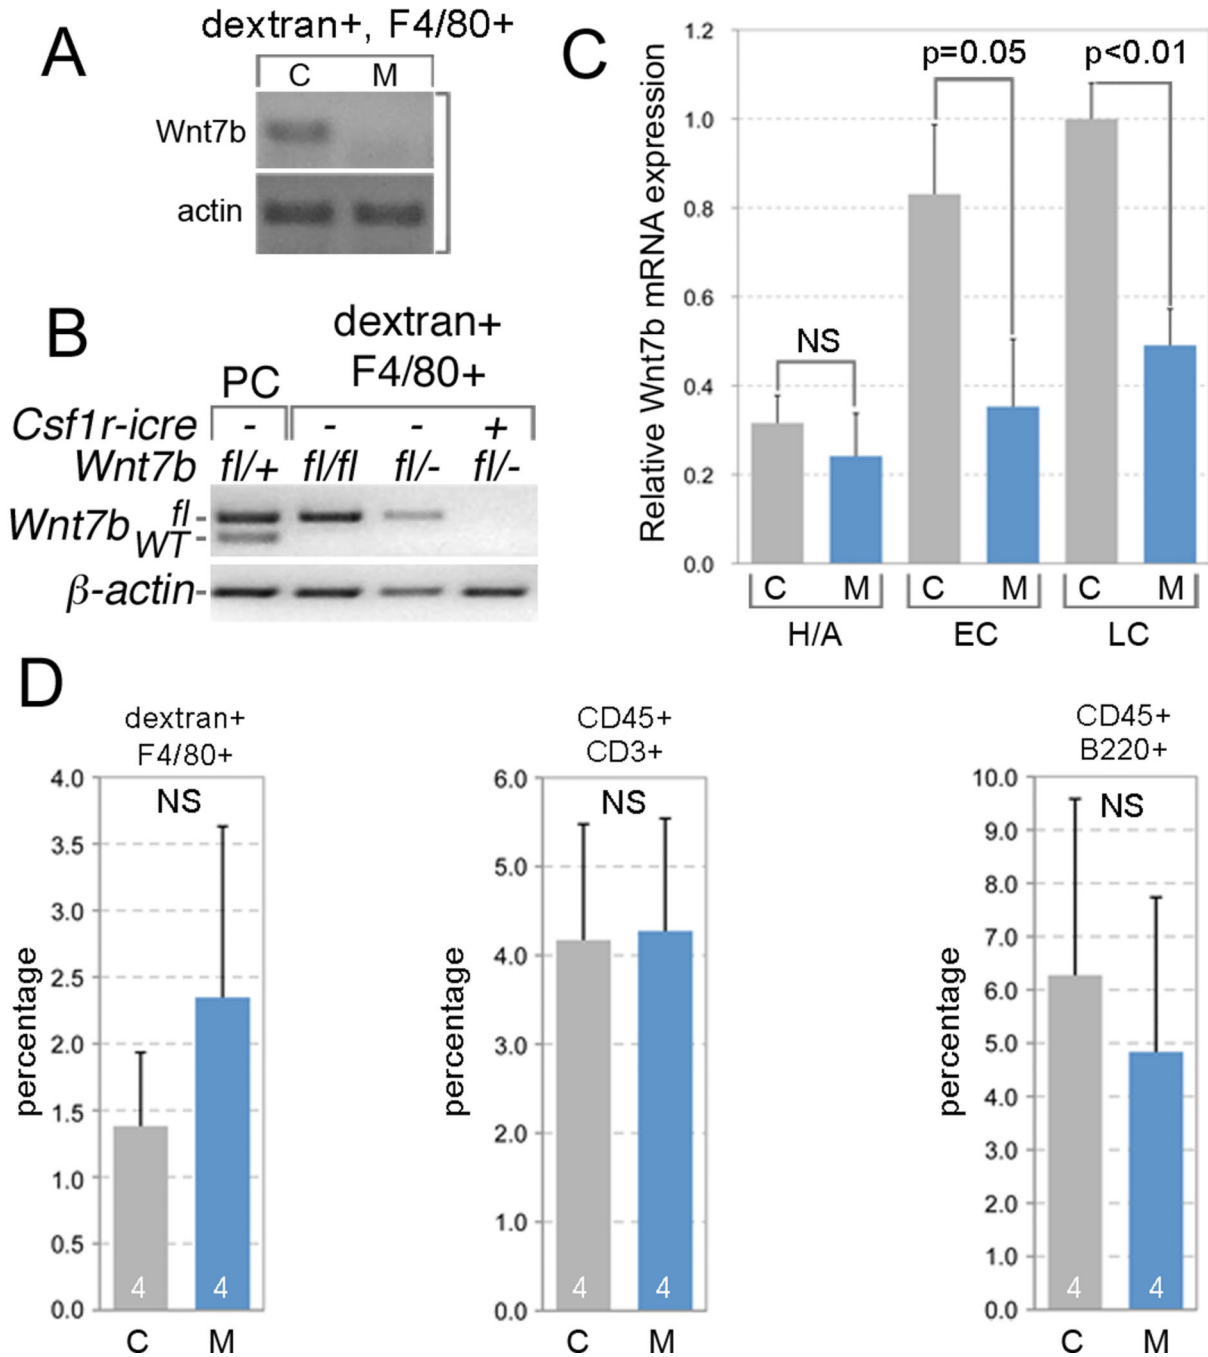 A
dextran+, F4/80+
C M
Wnt7b
actin
B
dextran+
F4/80+
PC
Csf1r-icre - - - +
Wnt7b fl/+ fl/fl fl/- fl/-
Wnt7b fl-
WT-
β-actin-
C
Relative Wnt7b mRNA expression
1.2
1.0
0.8
0.6
0.4
0.2
0.0
NS
p=0.05
p<0.01
C M C M C M
H/A EC LC
D
dextran+
F4/80+
NS
percentage
4.0
3.5
3.0
2.5
2.0
1.5
1.0
0.5
0.0
4 4
C M
CD45+
CD3+
NS
percentage
6.0
5.0
4.0
3.0
2.0
1.0
0.0
4 4
C M
CD45+
B220+
NS
percentage
10.0
9.0
8.0
7.0
6.0
5.0
4.0
3.0
2.0
1.0
0.0
4 4
C M